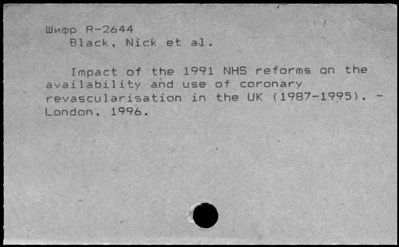 Шифр R-2644
Black, Nick et al.
Impact of the 1991 NHS reforms on the
availability and use of coronary
revascularisation in the UK (1987-1995). -
London, 1996.